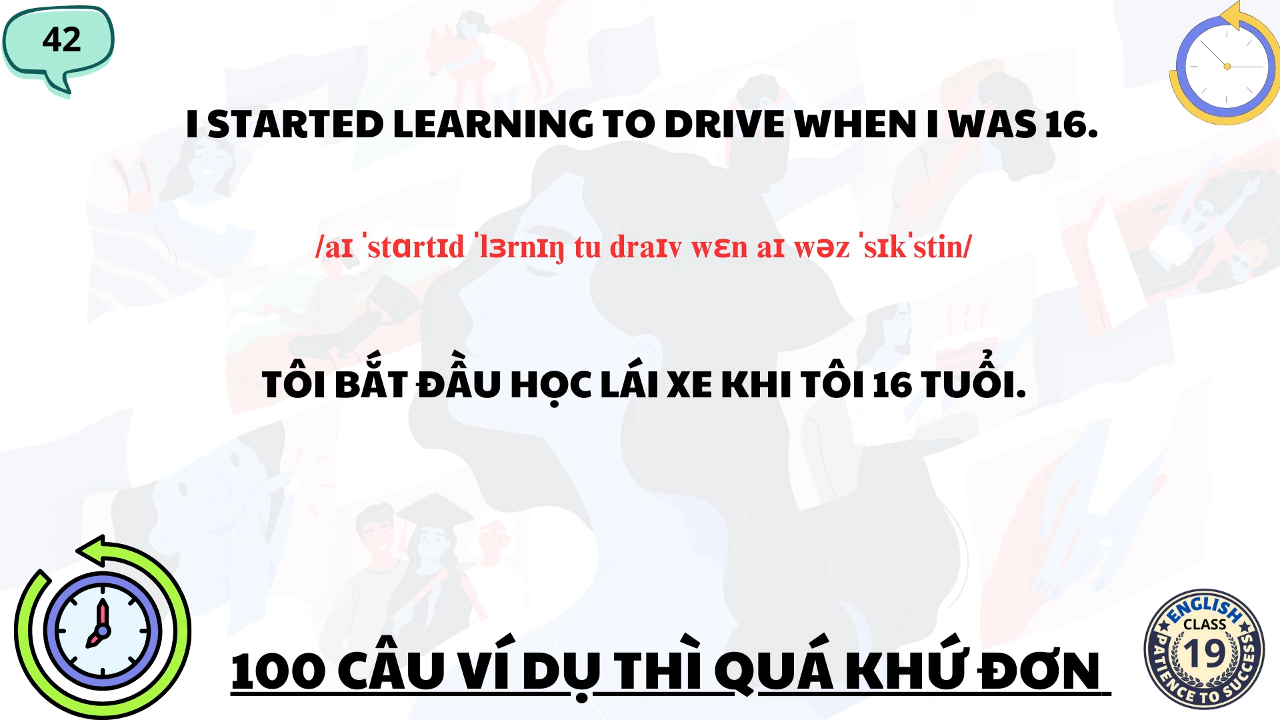 42
I STARTED LEARNING TO DRIVE WHEN I WAS 16.
/aɪ ˈstɑrtɪd ˈlɜrnɪŋ tu draɪv wɛn aɪ wəz ˈsɪkˈstin/
TÔI BẮT ĐẦU HỌC LÁI XE KHI TÔI 16 TUỔI.
100 CÂU VÍ DỤ THÌ QUÁ KHỨ ĐƠN
ENGLISH
CLASS
19
PATIENCE TO SUCCESS